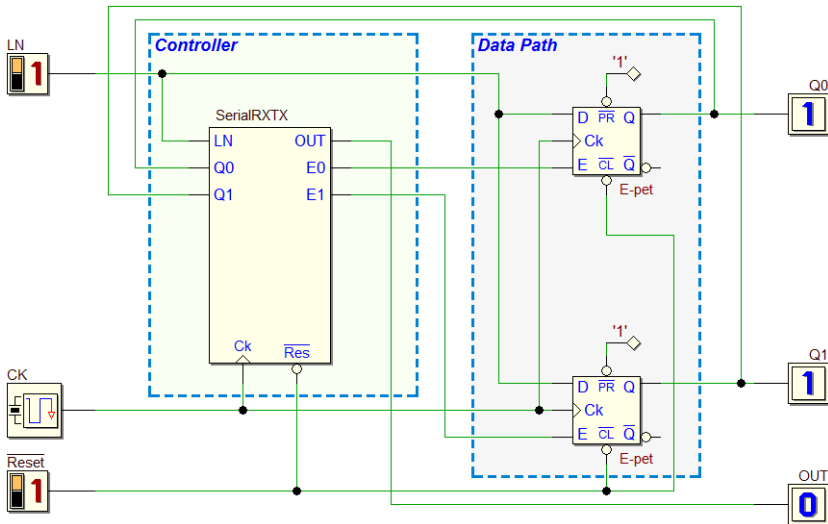 Controller
Data Path
LN
1
'1'
Q0
1
SerialRXTX
LN
OUT
Q0
E0
Q1
E1
Ck
Res
D
PR
Q
Ck
E
CL
Q
E-pet
'1'
D
PR
Q
Ck
E
CL
Q
E-pet
Q1
1
CK
Reset
1
OUT
0